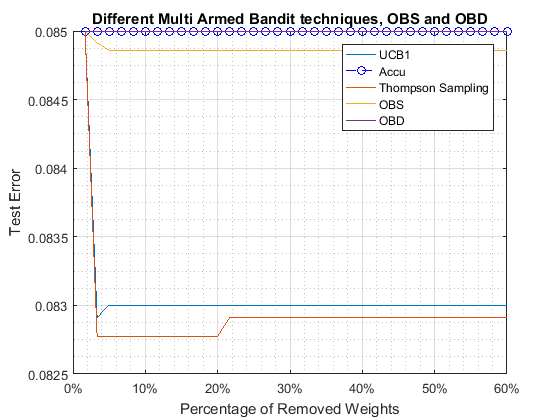 Different Multi Armed Bandit techniques, OBS and OBD
0.085
UCB1
Accu
Thompson Sampling
OBS
OBD
0.0845
0.084
0.0835
0.083
0.0825
Test Error
0% 10% 20% 30% 40% 50% 60%
Percentage of Removed Weights